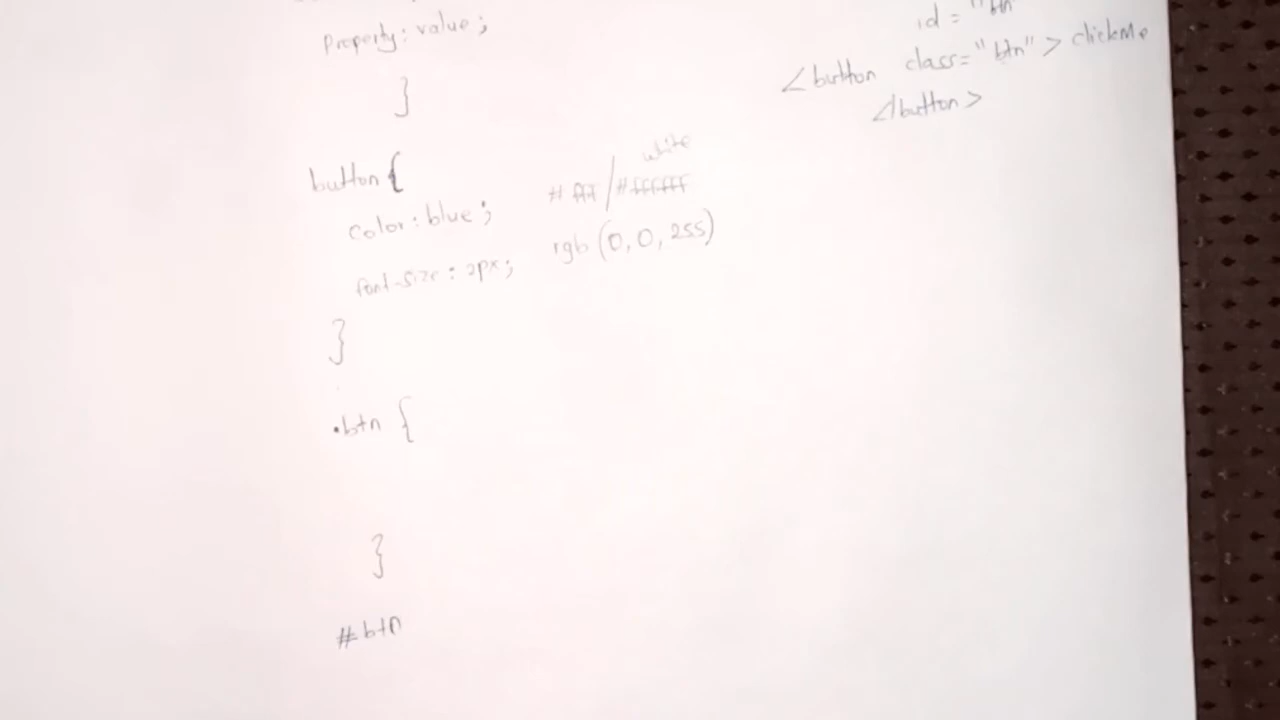 Property: value;
}
button {
color: blue;
font-size: 2px;
}
.btn {
}
#btn
white
#fff / #ffffff
rgb (0, 0, 255)
id = "btn
<button class="btn"> clickMe
</button>